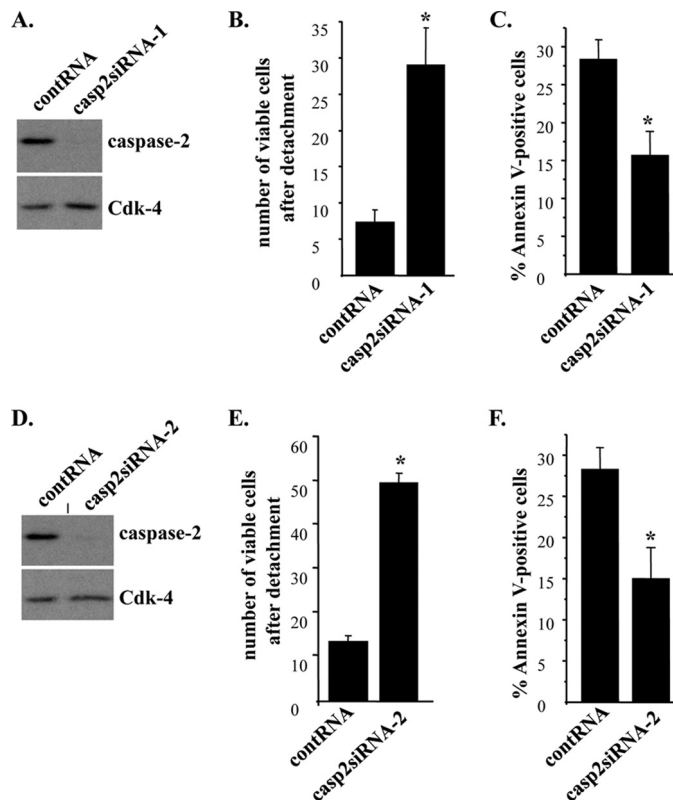 A.
contRNA
casp2siRNA-1
caspase-2
Cdk-4
B.
number of viable cells
after detachment
35
30
25
20
15
10
5
0
*
contRNA
casp2siRNA-1
C.
% Annexin V-positive cells
30
25
20
15
10
5
0
*
contRNA
casp2siRNA-1
D.
contRNA
casp2siRNA-2
caspase-2
Cdk-4
E.
number of viable cells
after detachment
60
50
40
30
20
10
0
*
contRNA
casp2siRNA-2
F.
% Annexin V-positive cells
30
25
20
15
10
5
0
*
contRNA
casp2siRNA-2